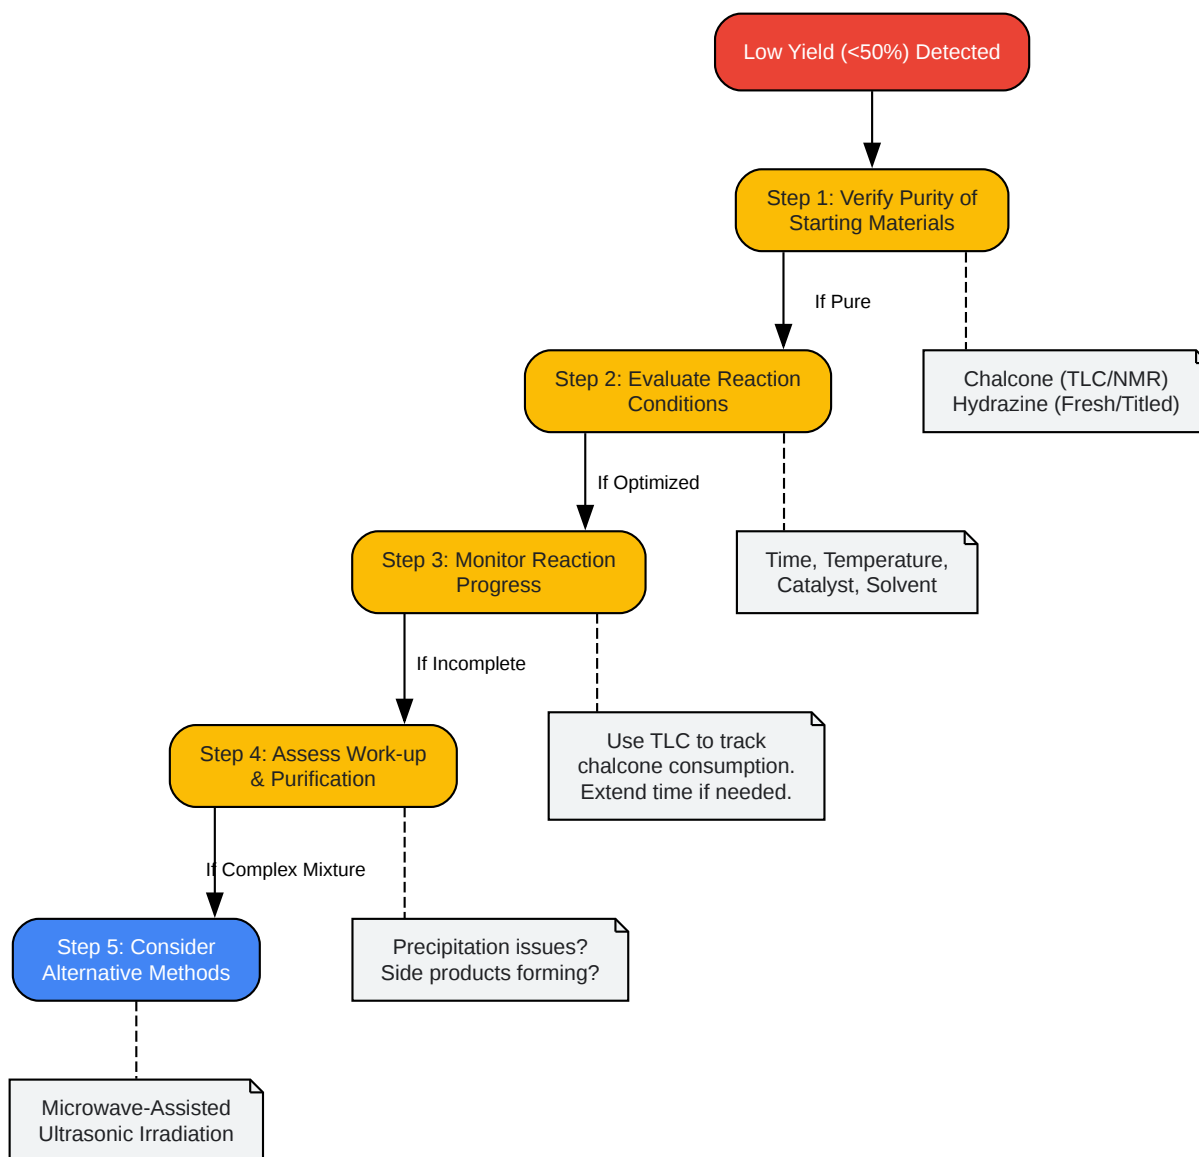 Low Yield (<50%) Detected
Step 1: Verify Purity of
Starting Materials
If Pure
Chalcone (TLC/NMR)
Hydrazine (Fresh/Titled)
Step 2: Evaluate Reaction
Conditions
If Optimized
Time, Temperature,
Catalyst, Solvent
Step 3: Monitor Reaction
Progress
If Incomplete
Use TLC to track
chalcone consumption.
Extend time if needed.
Step 4: Assess Work-up
& Purification
If Complex Mixture
Precipitation issues?
Side products forming?
Step 5: Consider
Alternative Methods
Microwave-Assisted
Ultrasonic Irradiation